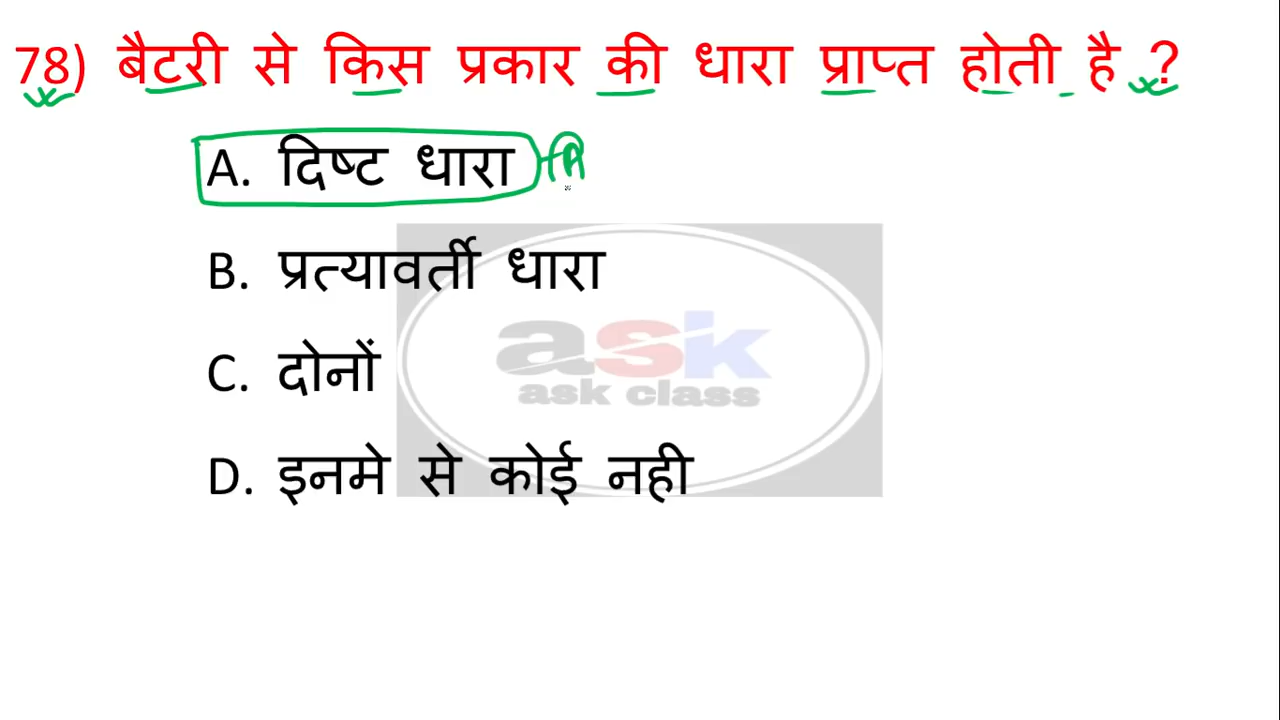 78) बैटरी से किस प्रकार की धारा प्राप्त होती है ?
A. दिष्ट धारा
B. प्रत्यावर्ती धारा
C. दोनों
D. इनमे से कोई नही
ask
ask class